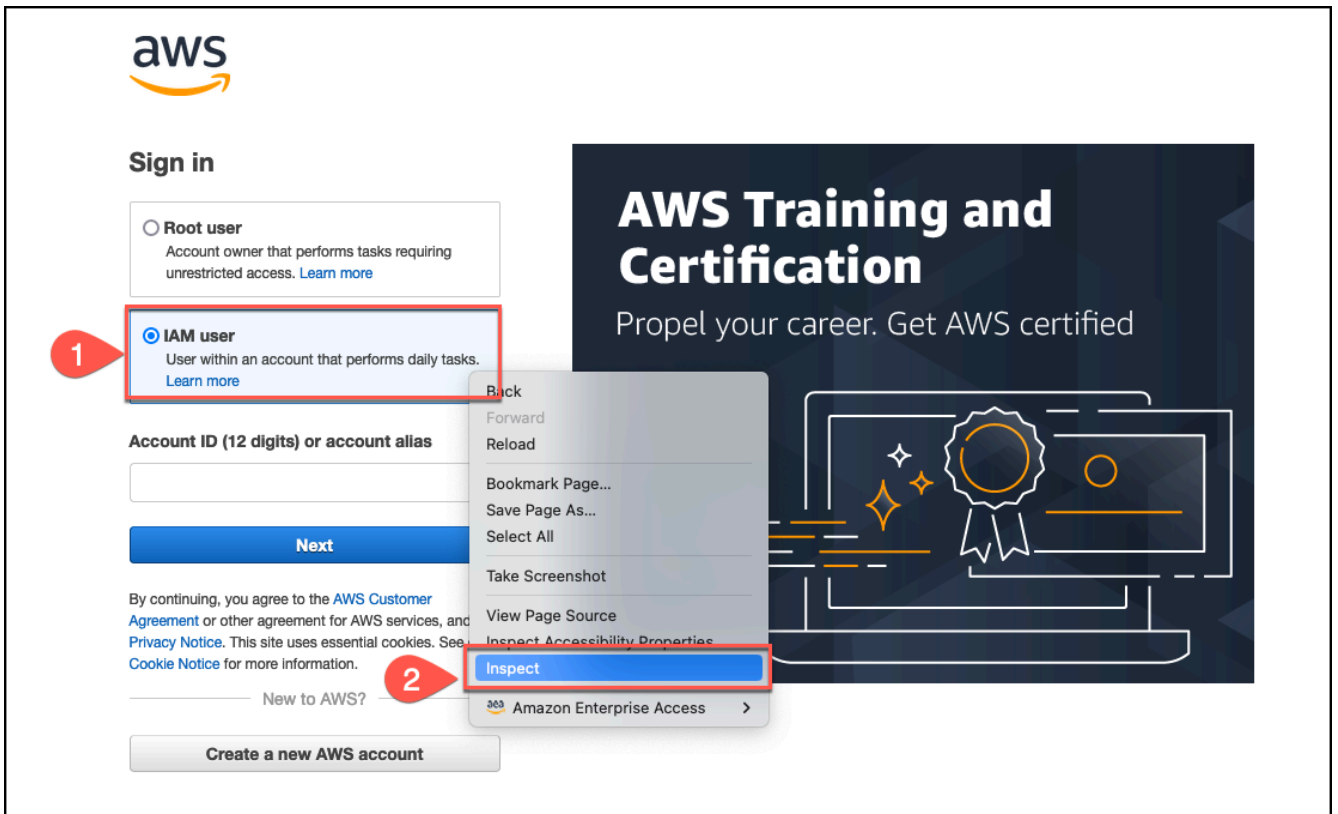 aws
Sign in
Root user
Account owner that performs tasks requiring
unrestricted access. Learn more
1
IAM user
User within an account that performs daily tasks.
Learn more
Account ID (12 digits) or account alias
Next
By continuing, you agree to the AWS Customer
Agreement or other agreement for AWS services, and
Privacy Notice. This site uses essential cookies. See
Cookie Notice for more information.
New to AWS?
Create a new AWS account
AWS Training and
Certification
Propel your career. Get AWS certified
Back
Forward
Reload
Bookmark Page...
Save Page As...
Select All
Take Screenshot
View Page Source
Inspect Accessibility Properties
2
Inspect
Amazon Enterprise Access